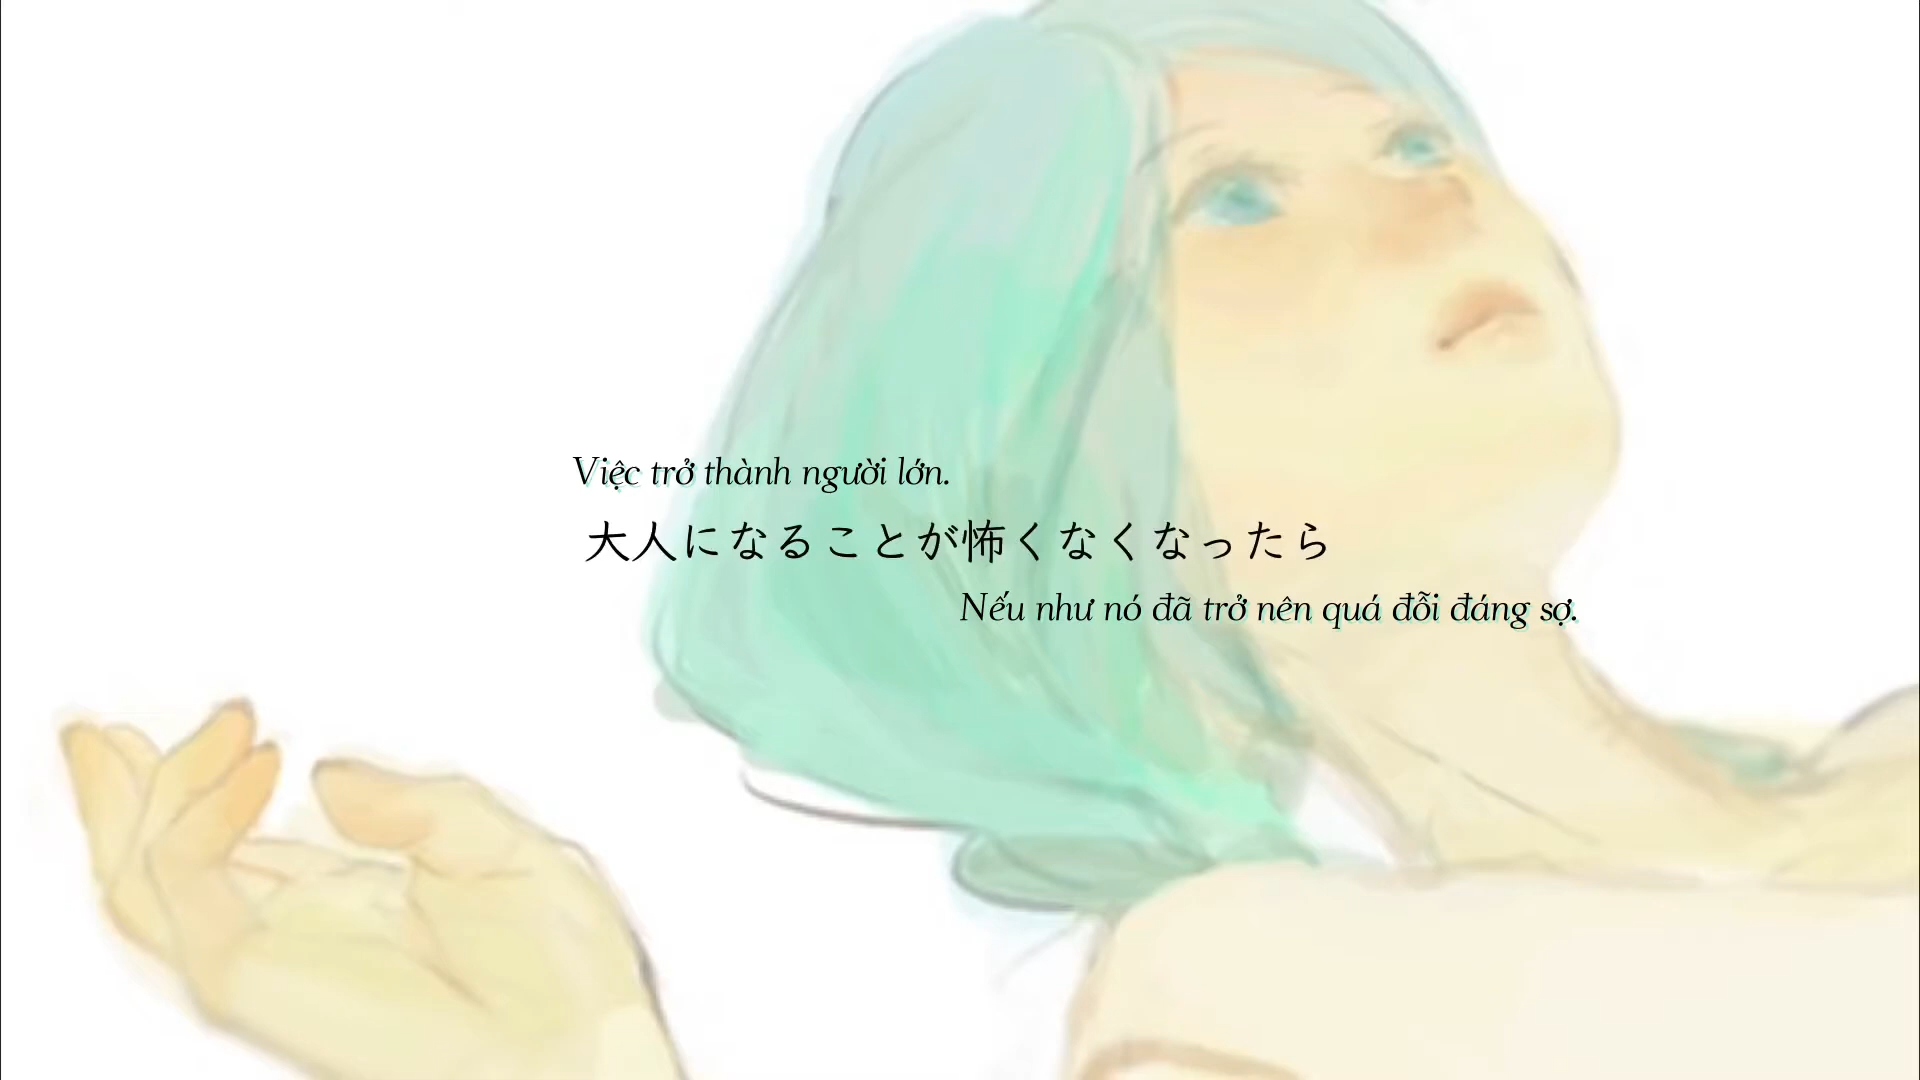 Việc trở thành người lớn.
大人になることが怖くなくなったら
Nếu như nó đã trở nên quá đỗi đáng sợ.